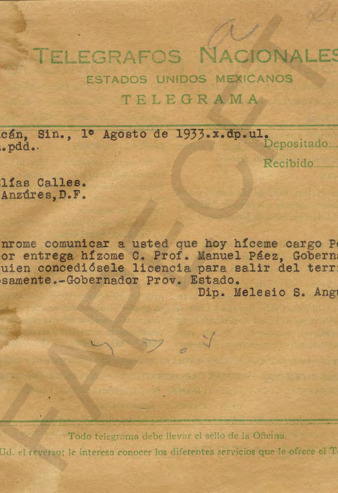 TELEGRAFOS NACIONALES
ESTADOS UNIDOS MEXICANOS
TELEGRAMA
cán, Sin., 1º Agosto de 1933.x.dp.ul.
.pdd.
Depositado
Recibido
lías Calles.
Anzúres,D.F.
nrome comunicar a usted que hoy híceme cargo P
or entrega hízome C. Prof. Manuel Páez, Goberna
uien concediósele licencia para salir del terr
osamente.-Gobernador Prov. Estado.
Dip. Melesio S. Ang
Todo telegrama debe llevar el sello de la Oficina.
Ud. el reverso; le interesa conocer los diferentes servicios que le ofrece el T
FAPECFT